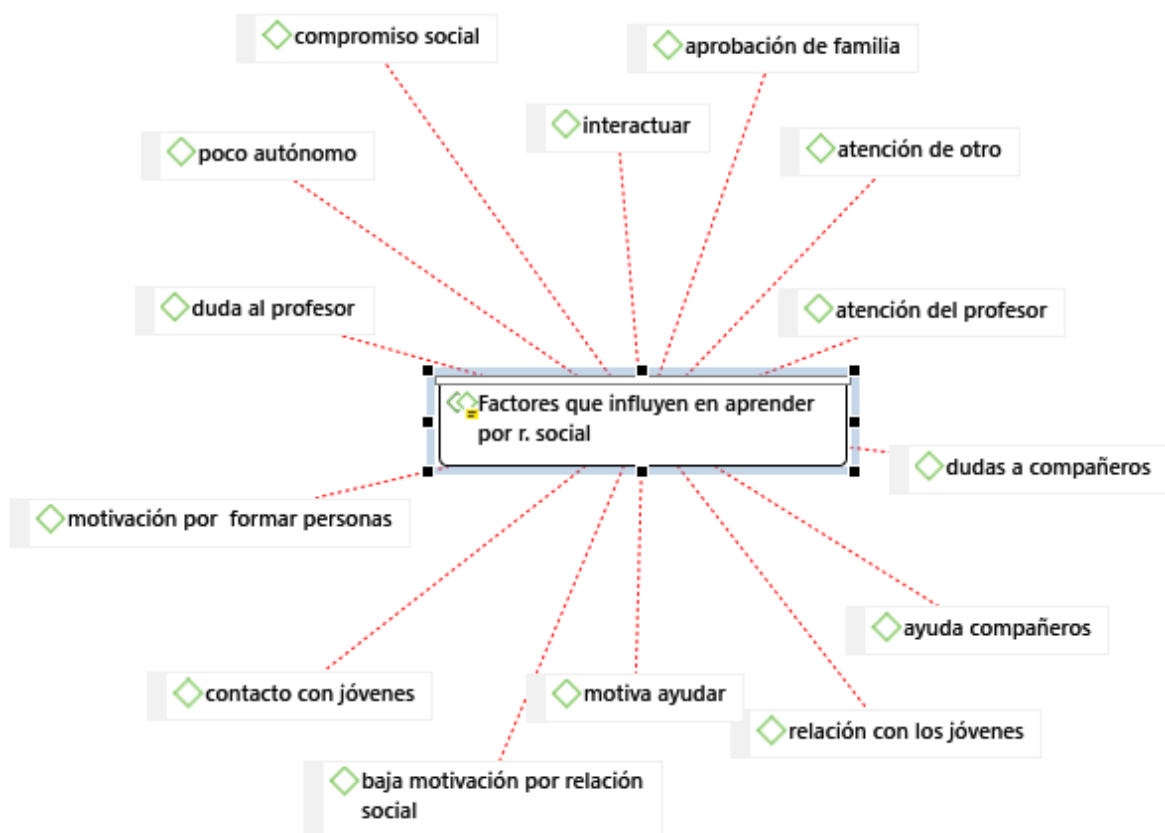 compromiso social
aprobación de familia
interactuar
poco autónomo
atención de otro
duda al profesor
atención del profesor
Factores que influyen en aprender
por r. social
dudas a compañeros
motivación por  formar personas
ayuda compañeros
contacto con jóvenes
motiva ayudar
relación con los jóvenes
baja motivación por relación
social